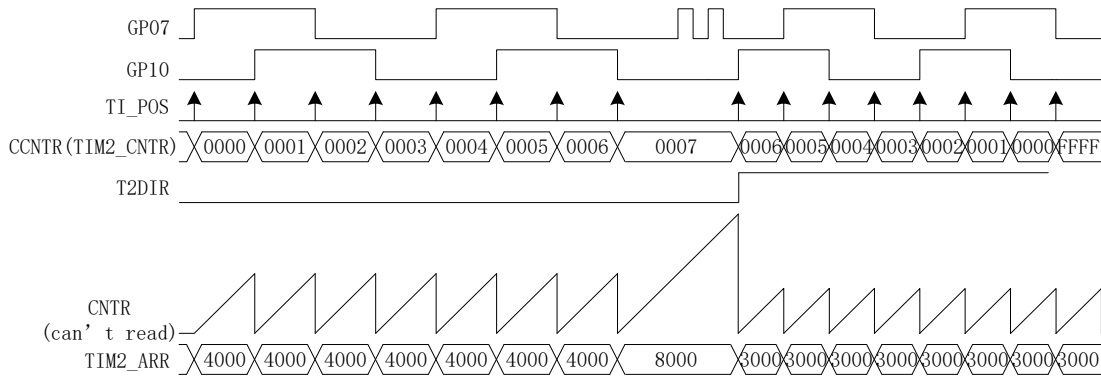 GP07
GP10
TI_POS
CCNTR(TIM2_CNTR) 0000 0001 0002 0003 0004 0005 0006 0007 0006 0005 0004 0003 0002 0001 0000 FFFF
T2DIR
CNTR
(can’t read)
TIM2_ARR 4000 4000 4000 4000 4000 4000 4000 8000 3000 3000 3000 3000 3000 3000 3000 3000